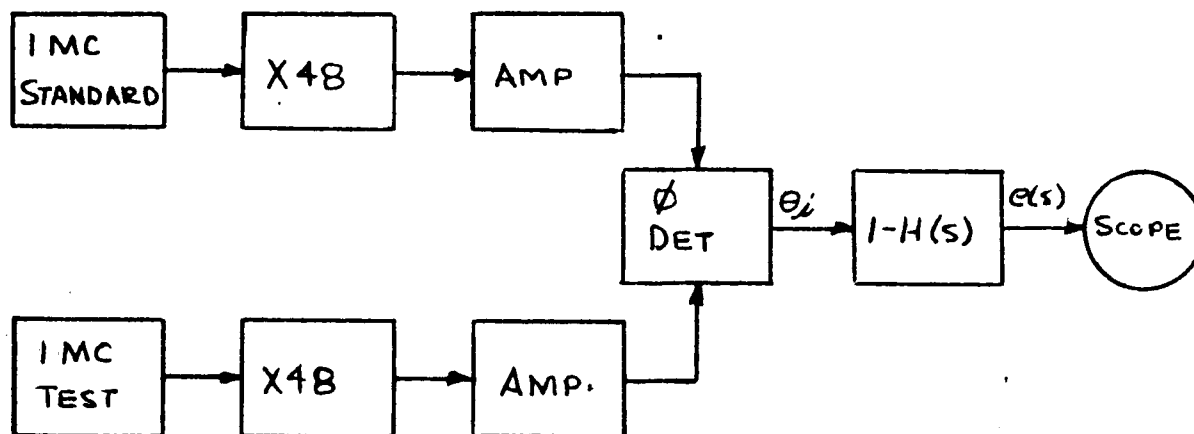 1 MC
STANDARD
X48
AMP
Ø
DET
θi
1-H(s)
e(s)
SCOPE
1 MC
TEST
X48
AMP.